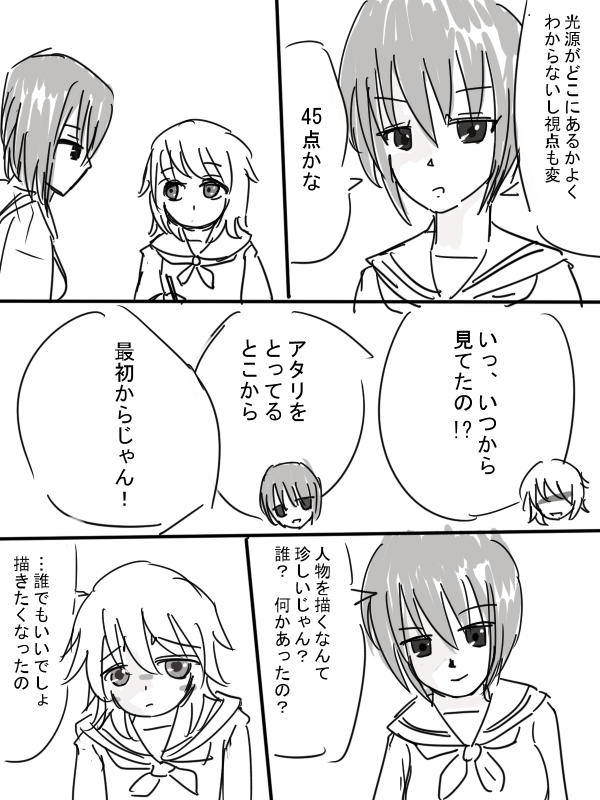 光源がどこにあるかよく
わからないし視点も変
45点かな
いっ、いつから
見てたの!?
アタリを
とってる
とこから
最初からじゃん！
人物を描くなんて
珍しいじゃん？
誰？　何かあったの？
…誰でもいいでしょ
描きたくなったの